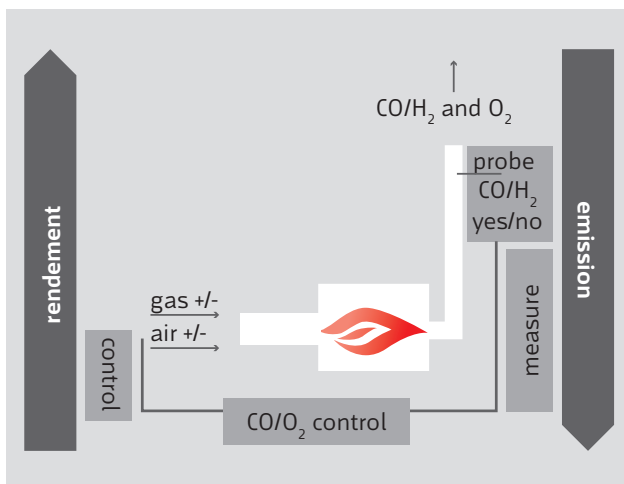 CO/H₂ and O₂
probe
CO/H₂
yes/no
rendement
emission
gas +/-
air +/-
measure
control
CO/O₂ control